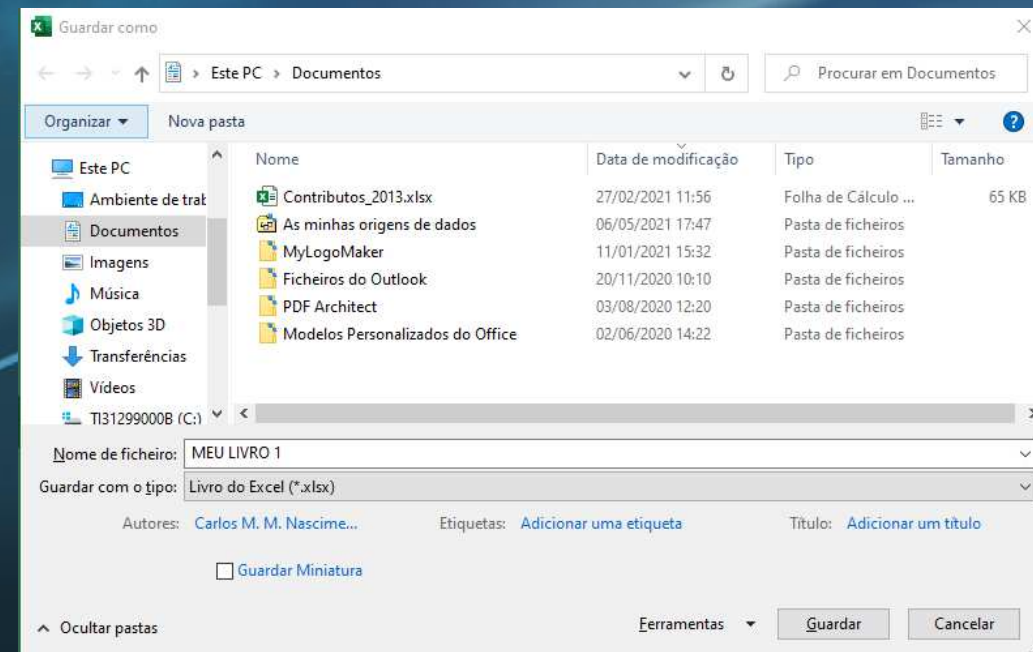 Guardar como
Este PC > Documentos
Procurar em Documentos
Organizar
Nova pasta
Nome Data de modificação Tipo Tamanho
Este PC
Ambiente de trab
Documentos
Imagens
Música
Objetos 3D
Transferências
Vídeos
TI31299000B (C:)
Contributos_2013.xlsx 27/02/2021 11:56 Folha de Cálculo ... 65 KB
As minhas origens de dados 06/05/2021 17:47 Pasta de ficheiros
MyLogoMaker 11/01/2021 15:32 Pasta de ficheiros
Ficheiros do Outlook 20/11/2020 10:10 Pasta de ficheiros
PDF Architect 03/08/2020 12:20 Pasta de ficheiros
Modelos Personalizados do Office 02/06/2020 14:22 Pasta de ficheiros
Nome de ficheiro: MEU LIVRO 1
Guardar com o tipo: Livro do Excel (*.xlsx)
Autores: Carlos M. M. Nascime... Etiquetas: Adicionar uma etiqueta Título: Adicionar um título
Guardar Miniatura
Ocultar pastas Ferramentas Guardar Cancelar